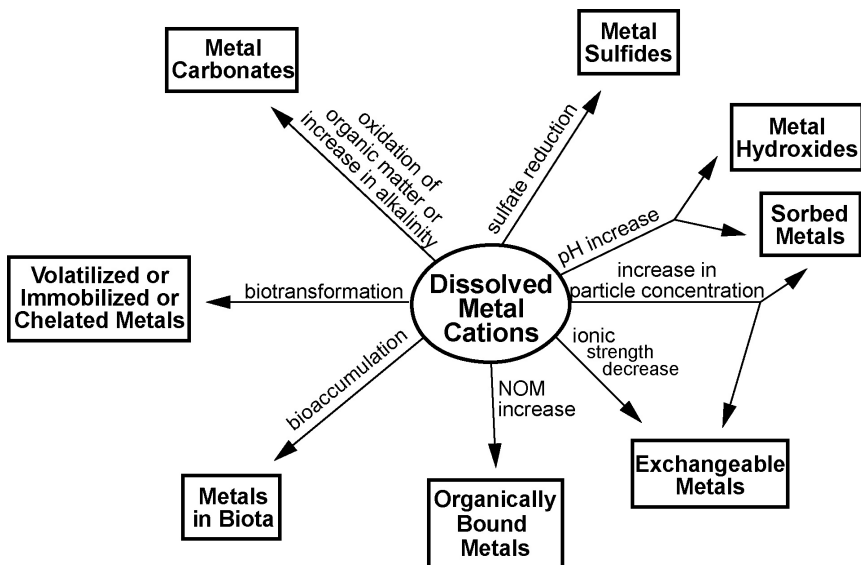 Metal
Carbonates
Metal
Sulfides
Metal
Hydroxides
Sorbed
Metals
oxidation of
organic matter or
increase in alkalinity
sulfate reduction
pH increase
increase in
particle concentration
Dissolved
Metal
Cations
Volatilized or
Immobilized or
Chelated Metals
biotransformation
bioaccumulation
NOM
increase
ionic
strength
decrease
Metals
in Biota
Organically
Bound
Metals
Exchangeable
Metals